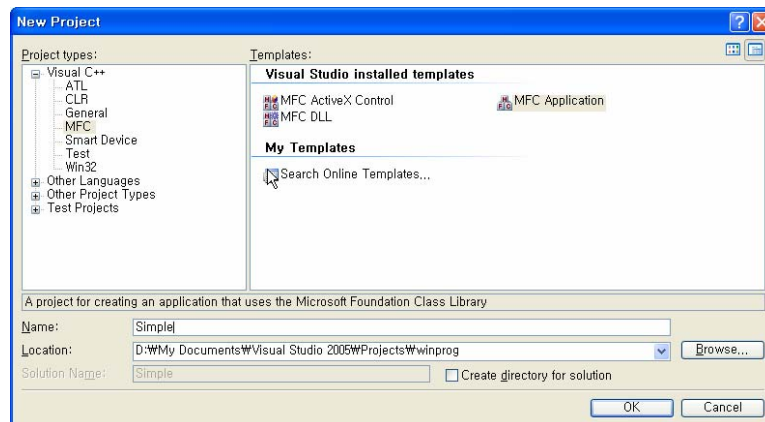 New Project
Project types:
Templates:
Visual C++
ATL
CLR
General
MFC
Smart Device
Test
Win32
Other Languages
Other Project Types
Test Projects
Visual Studio installed templates
MFC ActiveX Control
MFC Application
MFC DLL
My Templates
Search Online Templates...
A project for creating an application that uses the Microsoft Foundation Class Library
Name:
Simple
Location:
D:₩My Documents₩Visual Studio 2005₩Projects₩winprog
Browse...
Solution Name:
Simple
Create directory for solution
OK
Cancel